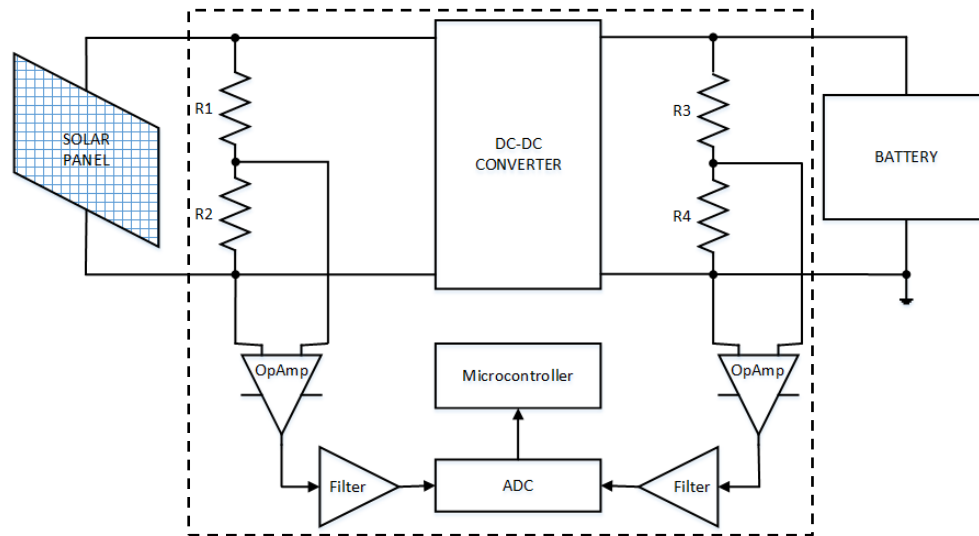 R1
R2
SOLAR
PANEL
DC-DC
CONVERTER
R3
R4
BATTERY
OpAmp
OpAmp
Microcontroller
Filter
ADC
Filter